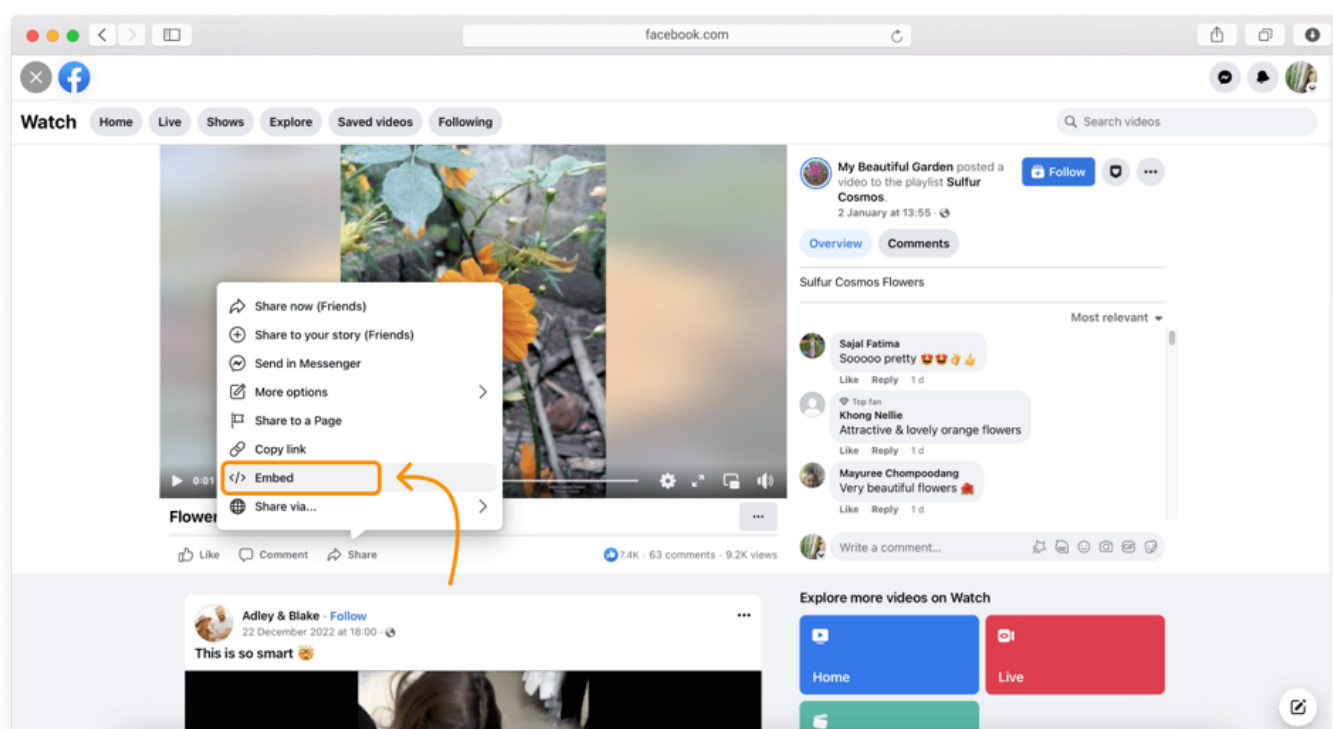 facebook.com
Watch Home Live Shows Explore Saved videos Following
Search videos
My Beautiful Garden posted a
video to the playlist Sulfur
Cosmos.
2 January at 13:55 ·
Follow
Overview Comments
Sulfur Cosmos Flowers
Most relevant
Sajal Fatima
Sooooo pretty
Like Reply 1 d
Top fan
Khong Nellie
Attractive & lovely orange flowers
Like Reply 1 d
Mayuree Chompoodang
Very beautiful flowers
Like Reply 1 d
Write a comment...
GIF
Share now (Friends)
Share to your story (Friends)
Send in Messenger
More options
Share to a Page
Copy link
</> Embed
Share via...
0:01
Flower
Like Comment Share
7.4K · 63 comments · 9.2K views
Adley & Blake · Follow
22 December 2022 at 18:00 ·
This is so smart
Explore more videos on Watch
Home
Live